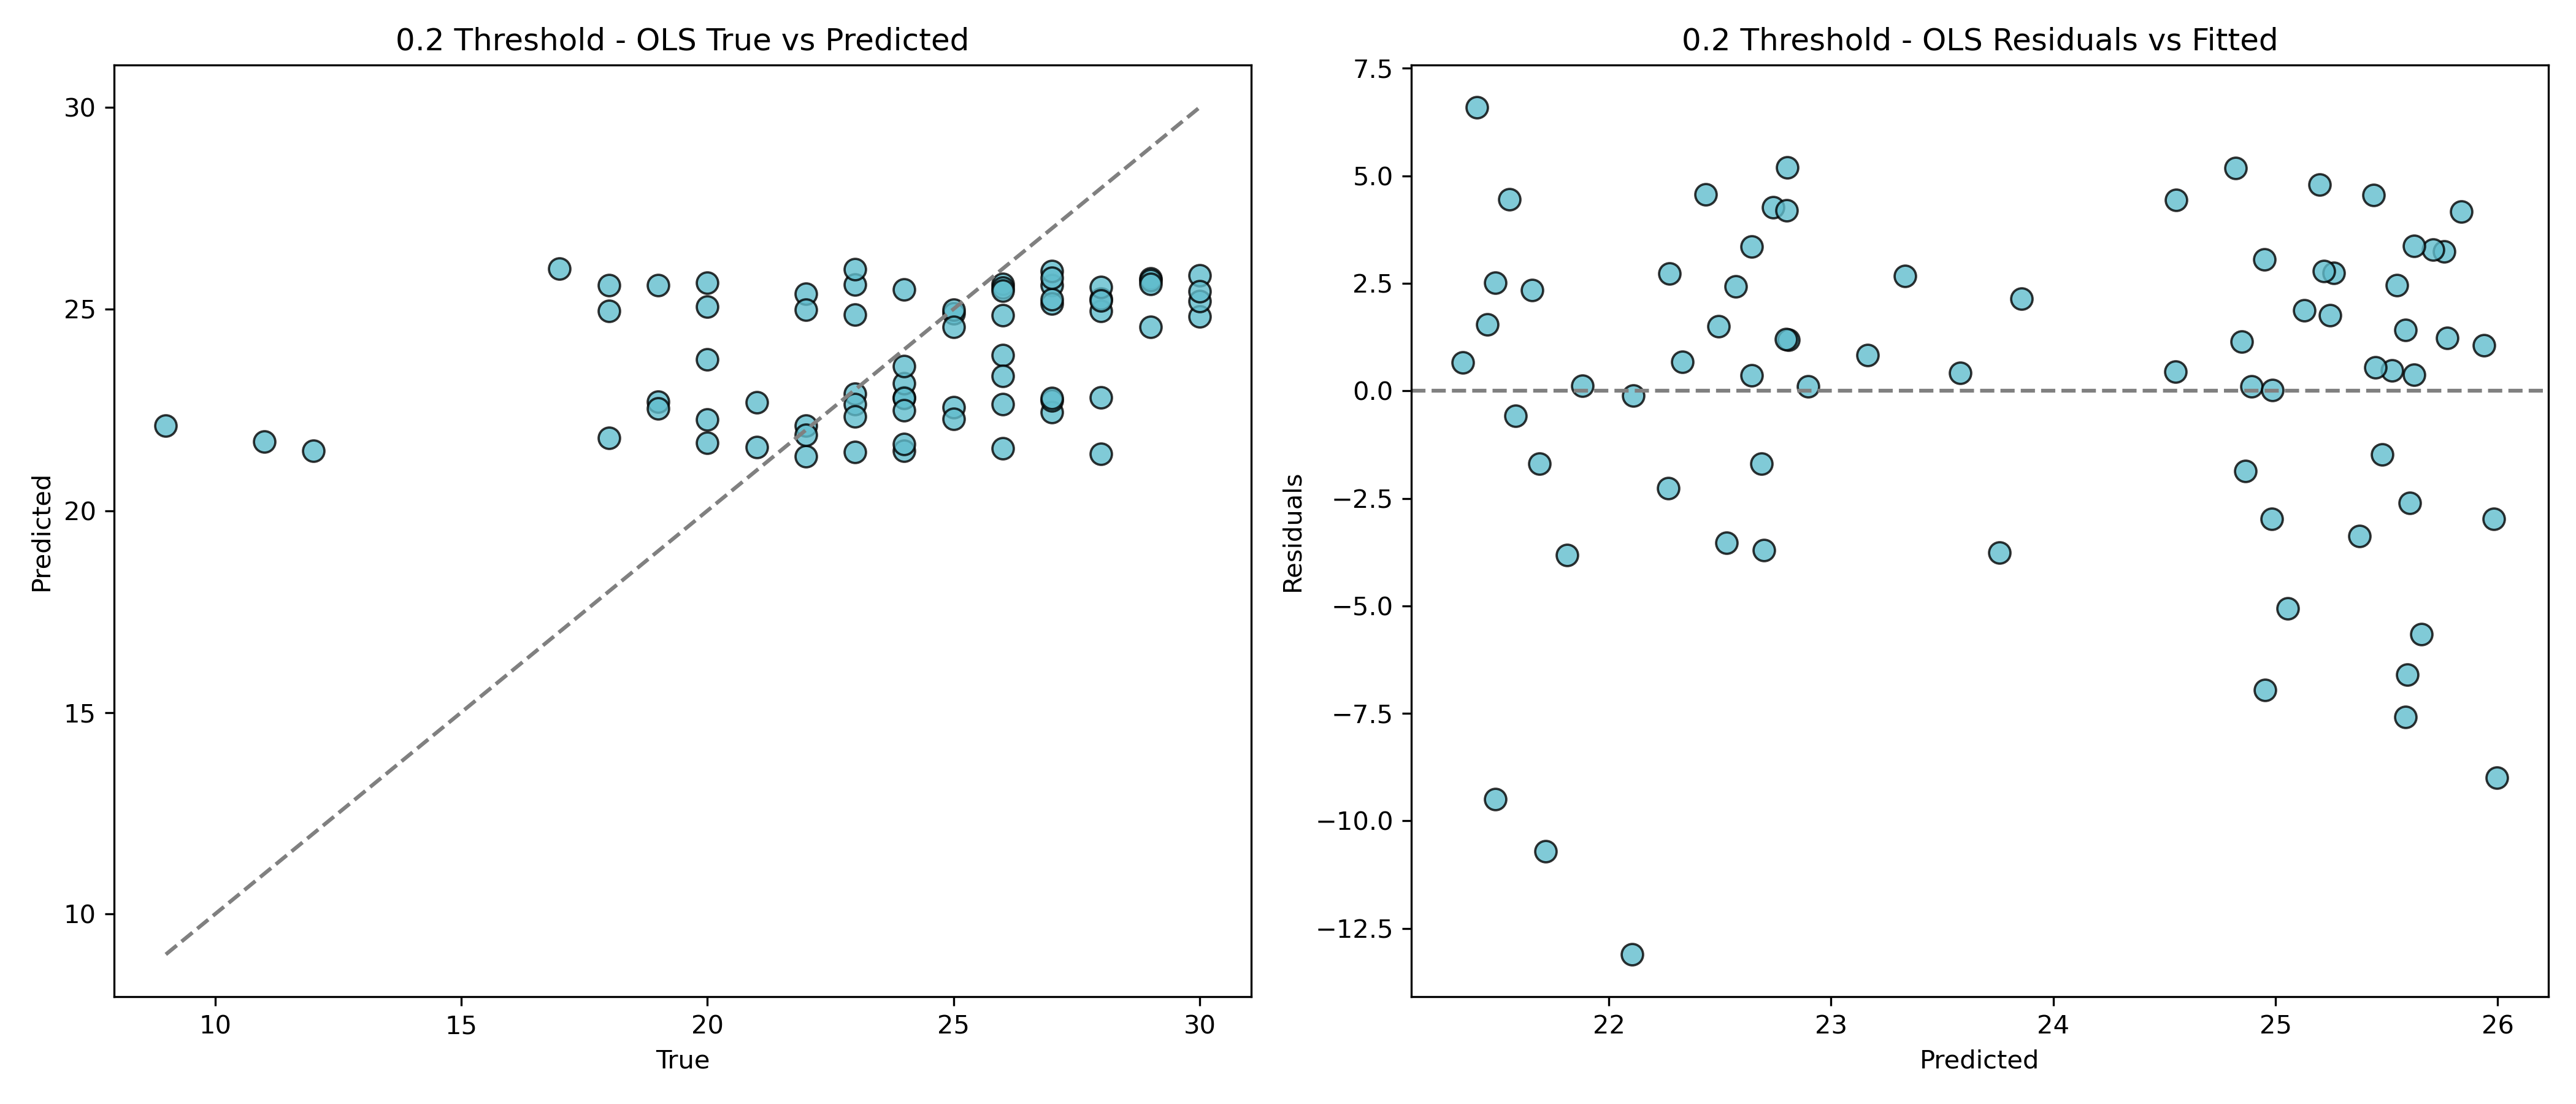 0.2 Threshold - OLS True vs Predicted
30
25
20
15
10
Predicted
10 15 20 25 30
True
0.2 Threshold - OLS Residuals vs Fitted
7.5
5.0
2.5
0.0
−2.5
−5.0
−7.5
−10.0
−12.5
Residuals
22 23 24 25 26
Predicted